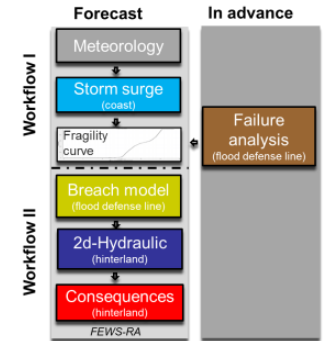 Forecast
In advance
Workflow I
Meteorology
Storm surge
(coast)
Fragility
curve
Failure
analysis
(flood defense line)
Workflow II
Breach model
(flood defense line)
2d-Hydraulic
(hinterland)
Consequences
(hinterland)
FEWS-RA